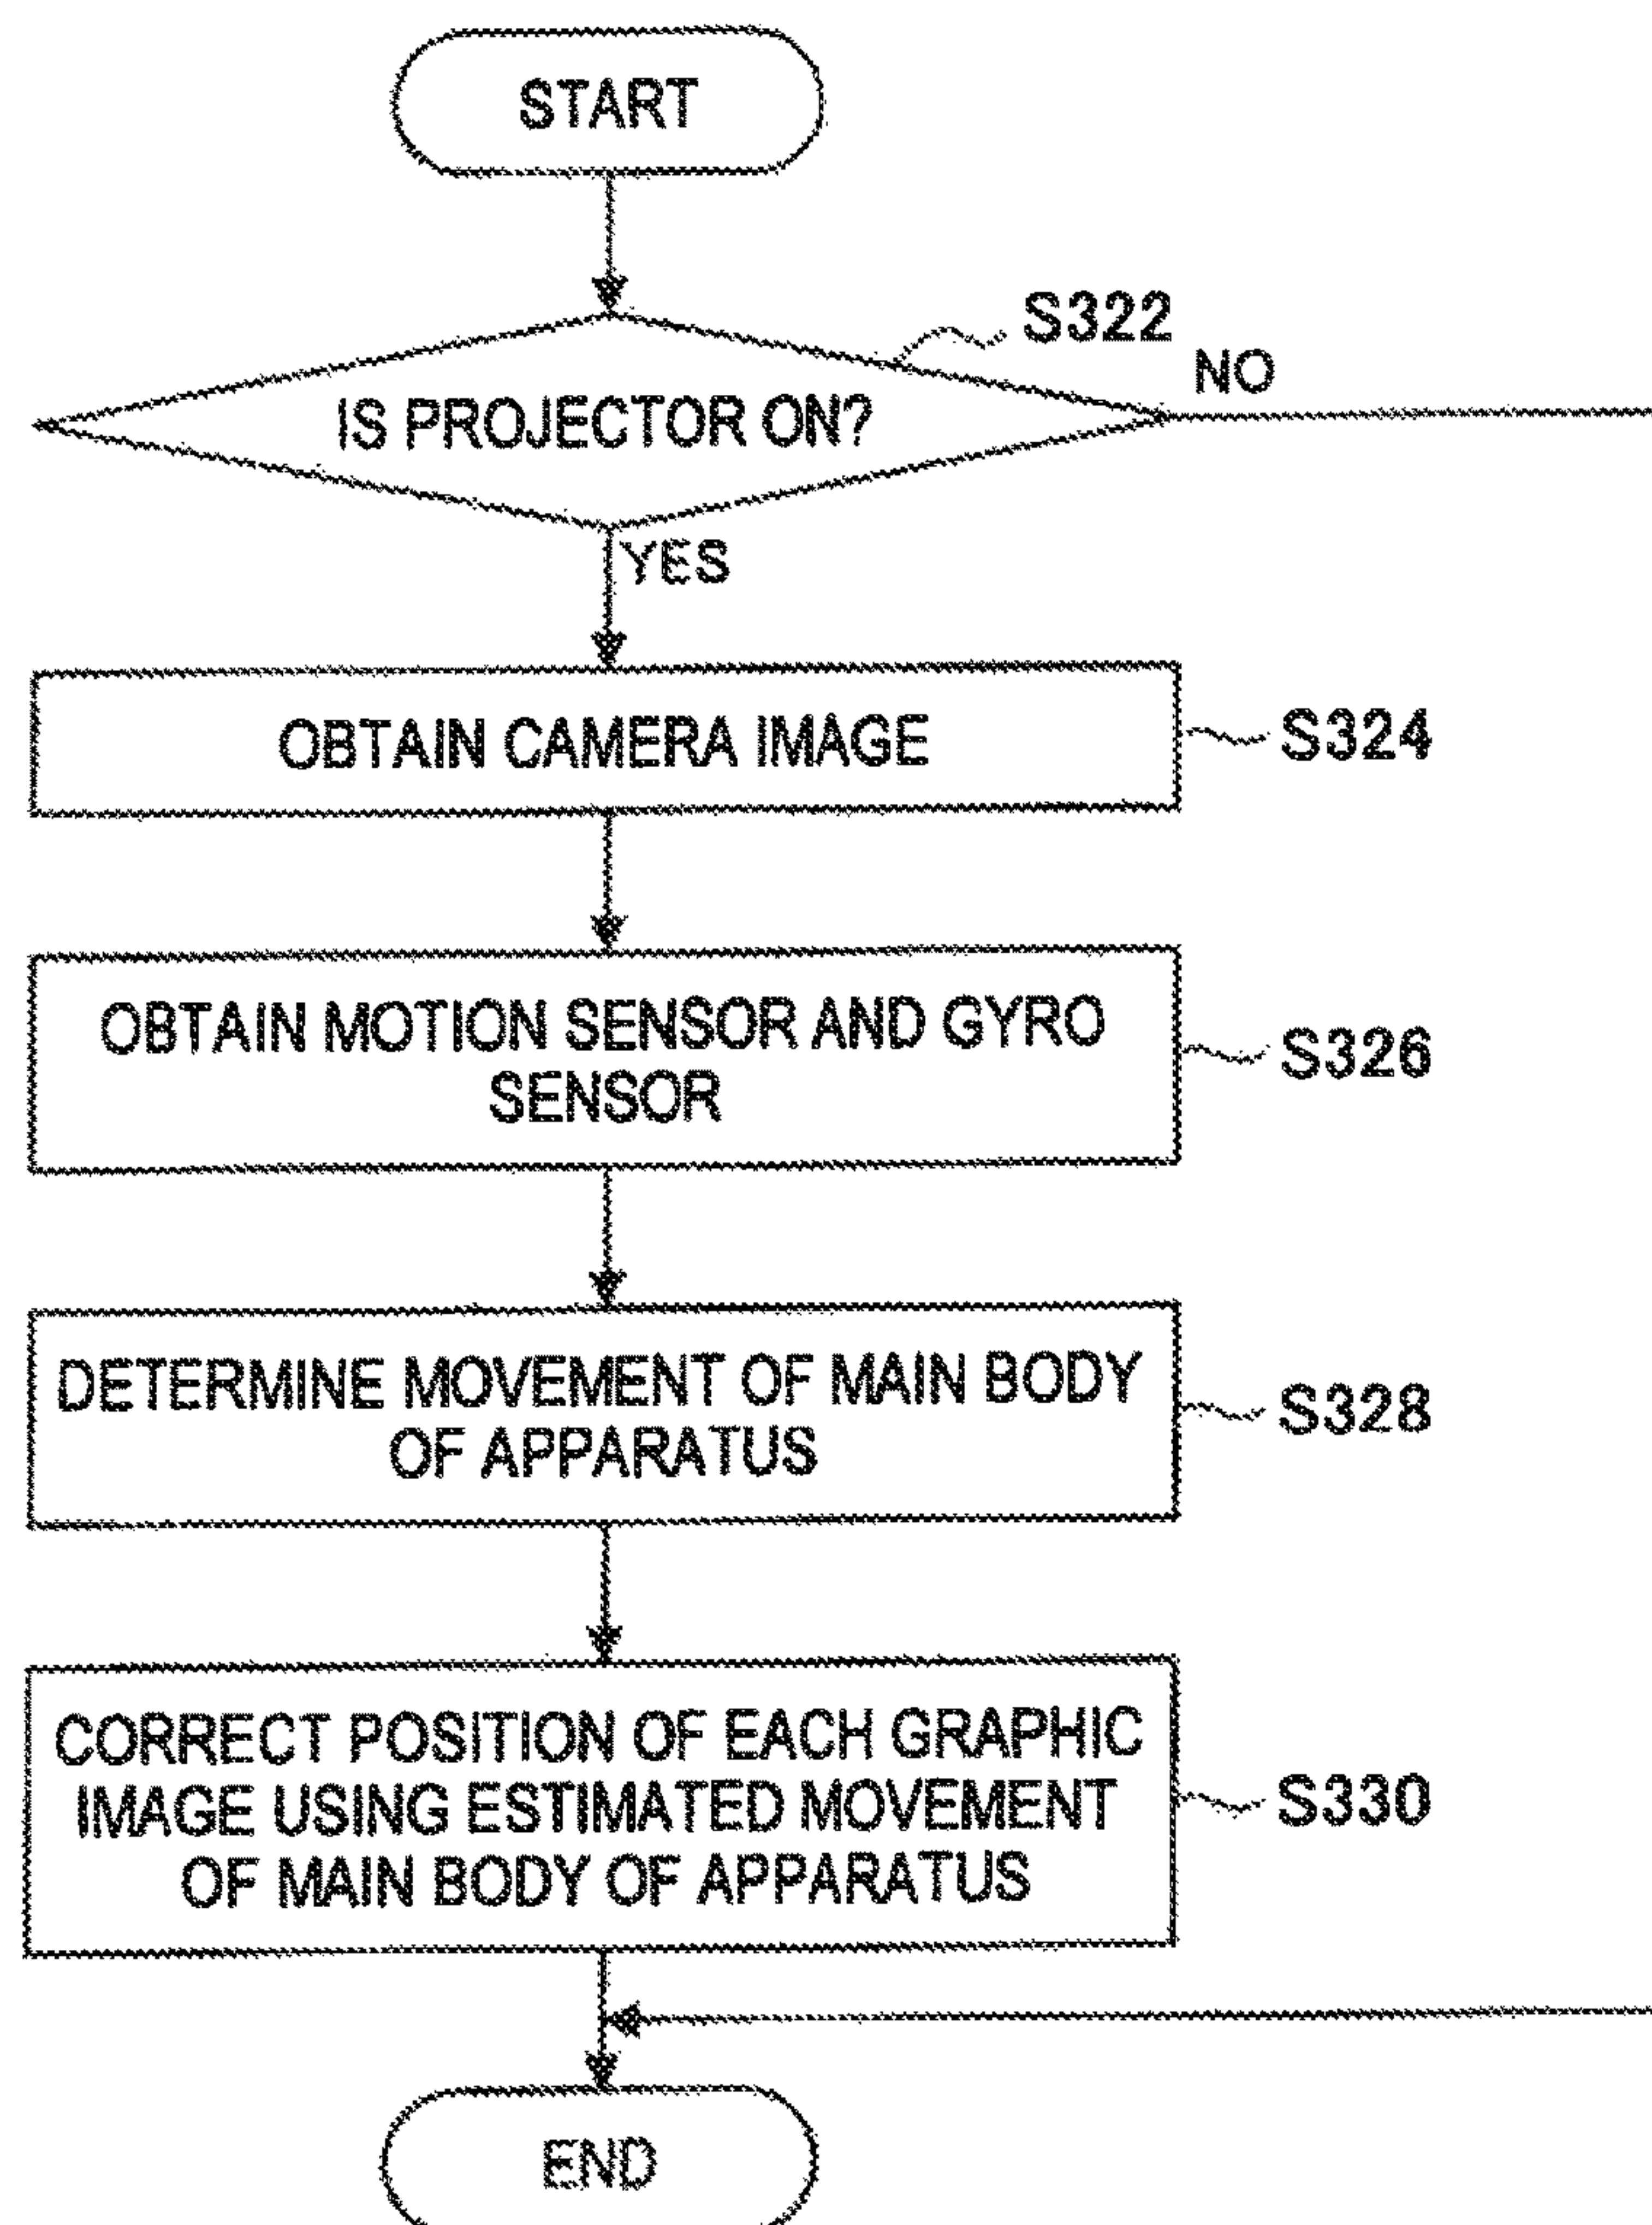 START
S322
NO
IS PROJECTOR ON?
YES
OBTAIN CAMERA IMAGE
S324
OBTAIN MOTION SENSOR AND GYRO
SENSOR
S326
DETERMINE MOVEMENT OF MAIN BODY
OF APPARATUS
S328
CORRECT POSITION OF EACH GRAPHIC
IMAGE USING ESTIMATED MOVEMENT
OF MAIN BODY OF APPARATUS
S330
END